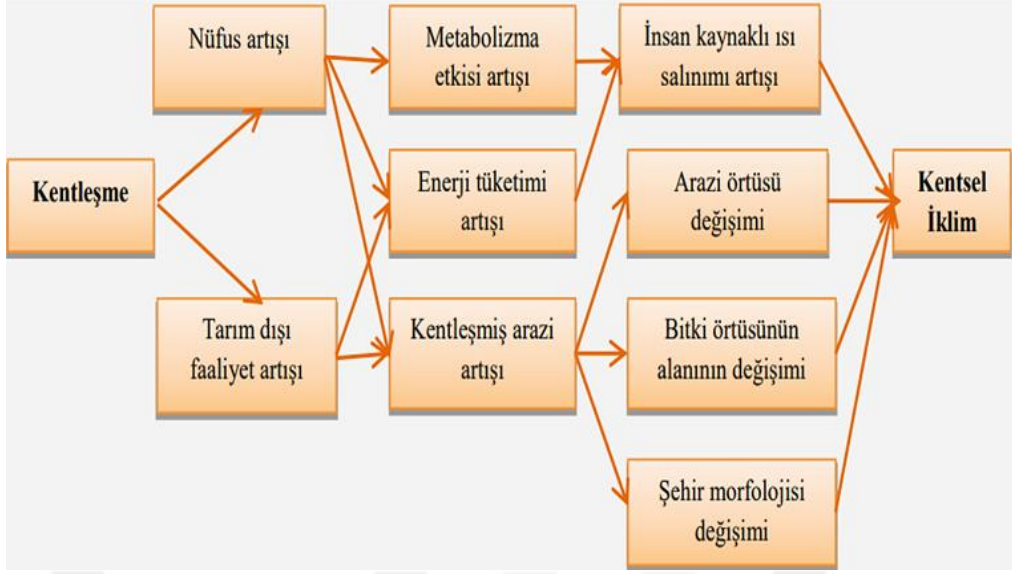 Kentleşme
Nüfus artışı
Tarım dışı
faaliyet artışı
Metabolizma
etkisi artışı
Enerji tüketimi
artışı
Kentleşmiş arazi
artışı
İnsan kaynaklı ısı
salınımı artışı
Arazi örtüsü
değişimi
Bitki örtüsünün
alanının değişimi
Şehir morfolojisi
değişimi
Kentsel
İklim